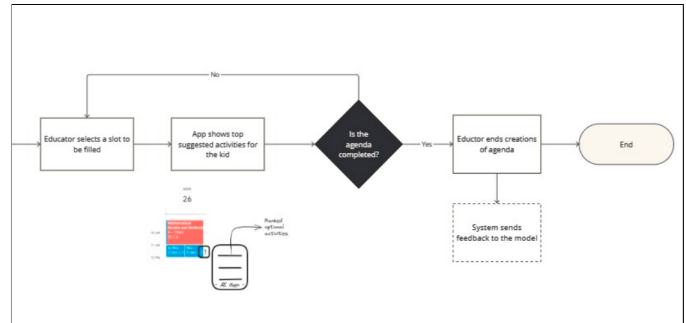 No
Educator selects a slot to
be filled
App shows top
suggested activities for
the kid
Is the
agenda
completed?
Yes
Eductor ends creations
of agenda
End
System sends
feedback to the model
26
Ranked
optional
activities